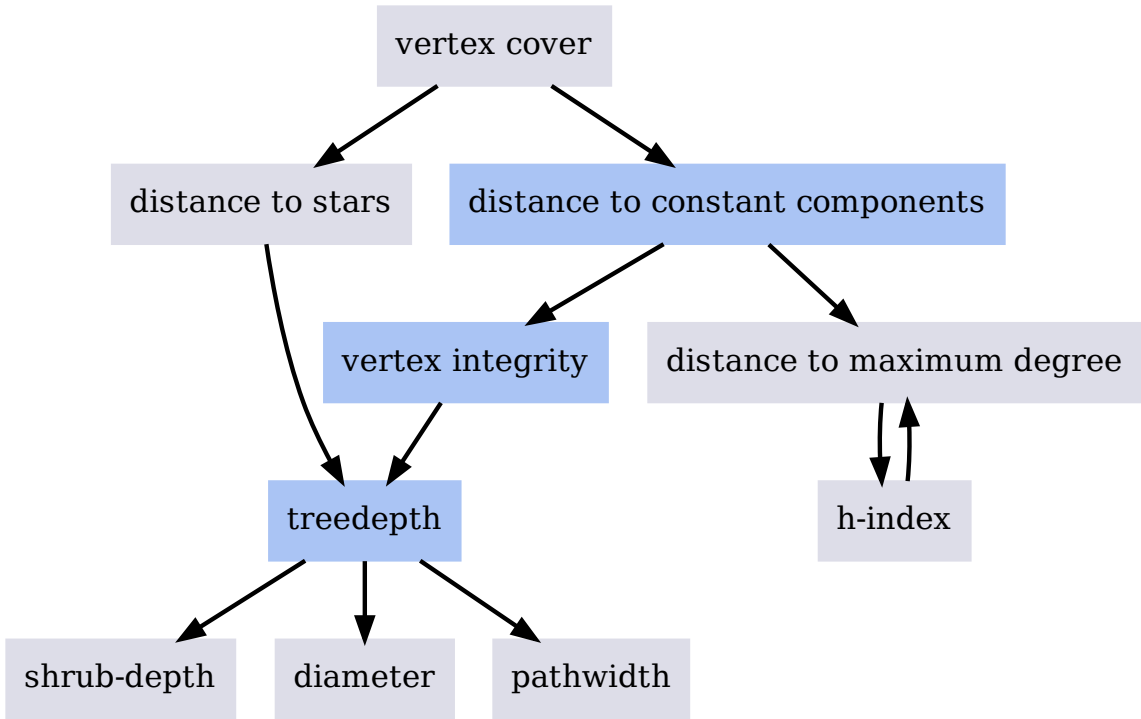 vertex cover
distance to stars
distance to constant components
vertex integrity
distance to maximum degree
treedepth
h-index
shrub-depth
diameter
pathwidth